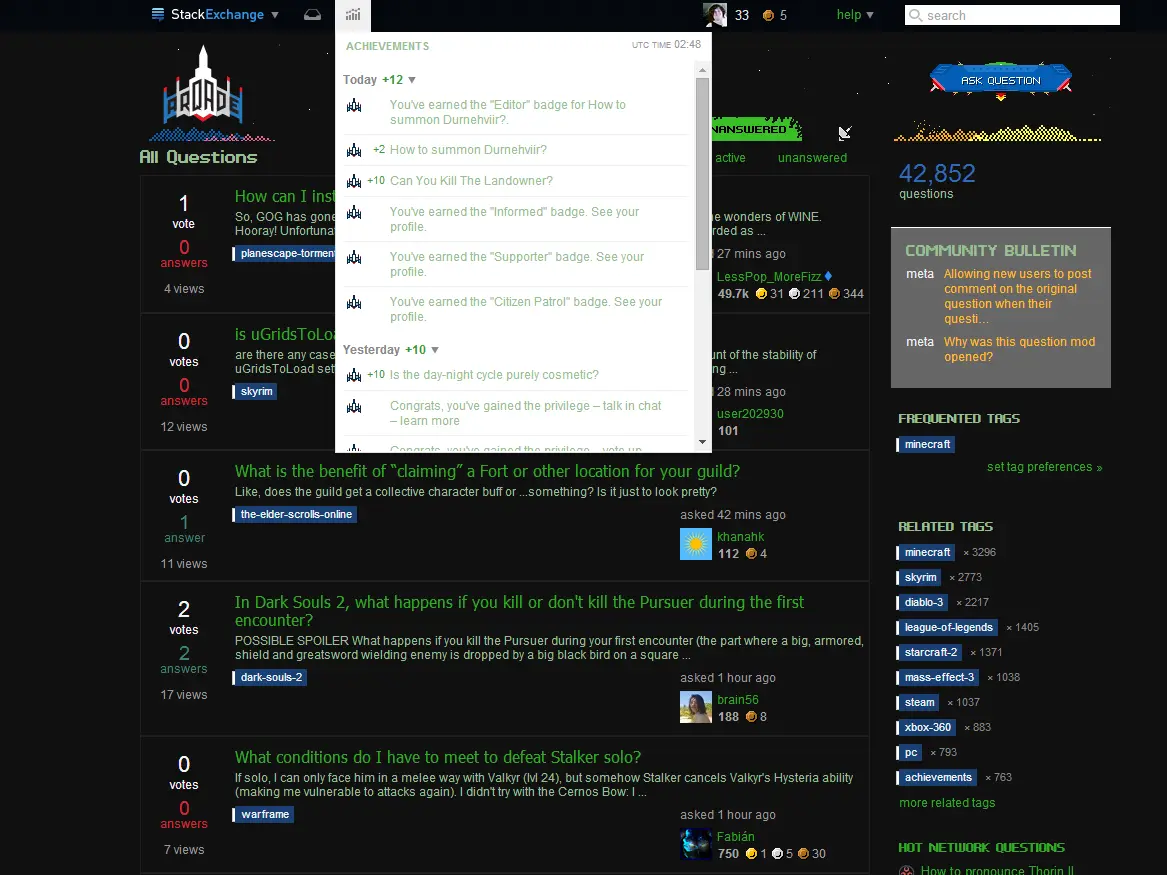 StackExchange
33
5
help
search
ACHIEVEMENTS
UTC TIME 02:48
Today +12
You've earned the "Editor" badge for How to
summon Durnehviir?.
+2 How to summon Durnehviir?
+10 Can You Kill The Landowner?
You've earned the "Informed" badge. See your
profile.
You've earned the "Supporter" badge. See your
profile.
You've earned the "Citizen Patrol" badge. See your
profile.
Yesterday +10
+10 Is the day-night cycle purely cosmetic?
Congrats, you've gained the privilege – talk in chat
– learn more
Congrats, you've gained the privilege – vote up
ARQADE
ASK QUESTION
All Questions
active
unanswered
1
vote
0
answers
4 views
How can I inst
So, GOG has gone
Hooray! Unfortuna
e wonders of WINE.
rded as ...
planescape-torment
27 mins ago
LessPop_MoreFizz
49.7k 31 211 344
0
votes
0
answers
12 views
is uGridsToLoa
are there any case
uGridsToLoad set
nt of the stability of
ng ...
skyrim
28 mins ago
user202930
101
0
votes
1
answer
11 views
What is the benefit of “claiming” a Fort or other location for your guild?
Like, does the guild get a collective character buff or ...something? Is it just to look pretty?
the-elder-scrolls-online
asked 42 mins ago
khanahk
112 4
2
votes
2
answers
17 views
In Dark Souls 2, what happens if you kill or don't kill the Pursuer during the first
encounter?
POSSIBLE SPOILER What happens if you kill the Pursuer during your first encounter (the part where a big, armored,
shield and greatsword wielding enemy is dropped by a big black bird on a square ...
dark-souls-2
asked 1 hour ago
brain56
188 8
0
votes
0
answers
7 views
What conditions do I have to meet to defeat Stalker solo?
If solo, I can only face him in a melee way with Valkyr (lvl 24), but somehow Stalker cancels Valkyr's Hysteria ability
(making me vulnerable to attacks again). I didn't try with the Cernos Bow: I ...
warframe
asked 1 hour ago
Fabián
750 1 5 30
42,852
questions
COMMUNITY BULLETIN
meta Allowing new users to post
comment on the original
question when their
questi...
meta Why was this question mod
opened?
FREQUENTED TAGS
minecraft
set tag preferences »
RELATED TAGS
minecraft × 3296
skyrim × 2773
diablo-3 × 2217
league-of-legends × 1405
starcraft-2 × 1371
mass-effect-3 × 1038
steam × 1037
xbox-360 × 883
pc × 793
achievements × 763
more related tags
HOT NETWORK QUESTIONS
How to pronounce Thorin II